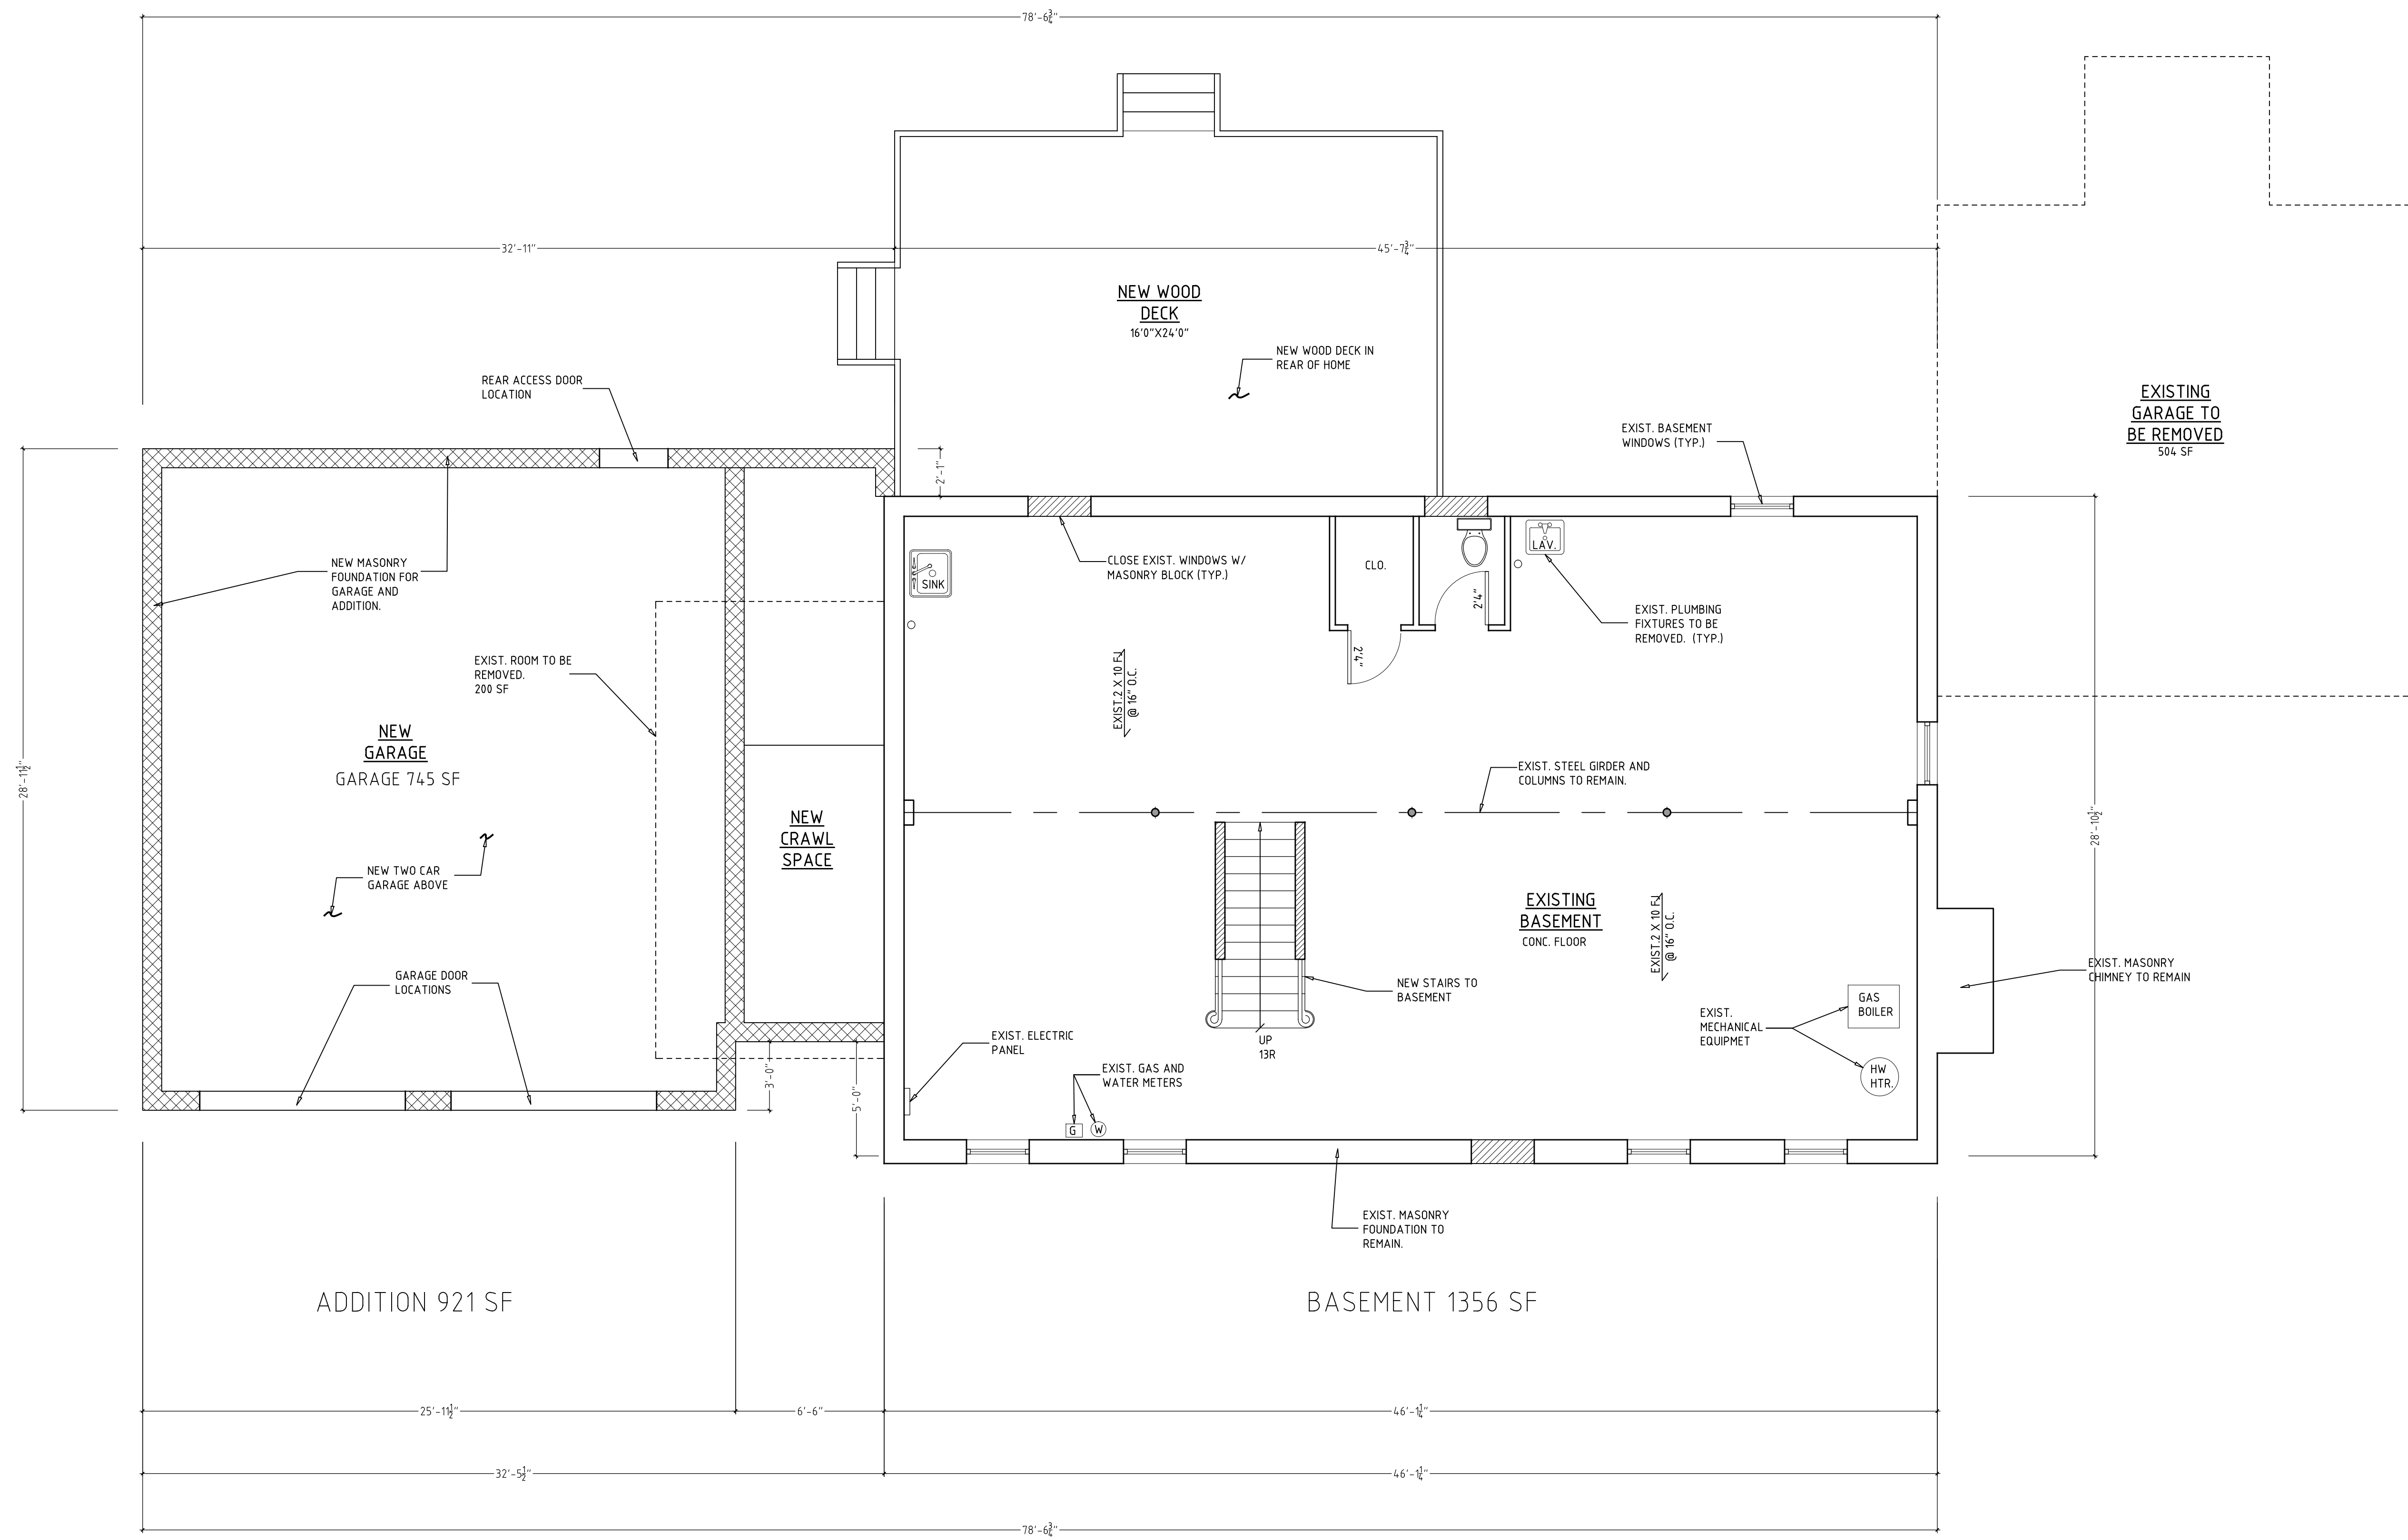 78'-6¾"
32'-11"
45'-7¾"
NEW WOOD
DECK
16'0"X24'0"
NEW WOOD DECK IN
REAR OF HOME
REAR ACCESS DOOR
LOCATION
EXISTING
GARAGE TO
BE REMOVED
504 SF
EXIST. BASEMENT
WINDOWS (TYP.)
2'-1"
NEW MASONRY
FOUNDATION FOR
GARAGE AND
ADDITION.
SINK
CLOSE EXIST. WINDOWS W/
MASONRY BLOCK (TYP.)
CLO.
2'4"
2'4"
LAV.
EXIST. PLUMBING
FIXTURES TO BE
REMOVED. (TYP.)
EXIST. ROOM TO BE
REMOVED.
200 SF
EXIST.2 X 10 FJ
@ 16" O.C.
NEW
GARAGE
GARAGE 745 SF
28'-11½"
EXIST. STEEL GIRDER AND
COLUMNS TO REMAIN.
NEW
CRAWL
SPACE
28'-10½"
NEW TWO CAR
GARAGE ABOVE
EXISTING
BASEMENT
CONC. FLOOR
EXIST.2 X 10 FJ
@ 16" O.C.
GARAGE DOOR
LOCATIONS
NEW STAIRS TO
BASEMENT
EXIST. MASONRY
CHIMNEY TO REMAIN
GAS
BOILER
EXIST.
MECHANICAL
EQUIPMET
EXIST. ELECTRIC
PANEL
UP
13R
HW
HTR.
EXIST. GAS AND
WATER METERS
3'-0"
5'-0"
G
W
EXIST. MASONRY
FOUNDATION TO
REMAIN.
ADDITION 921 SF
BASEMENT 1356 SF
25'-11½"
6'-6"
46'-1¼"
32'-5½"
46'-1¼"
78'-6¾"